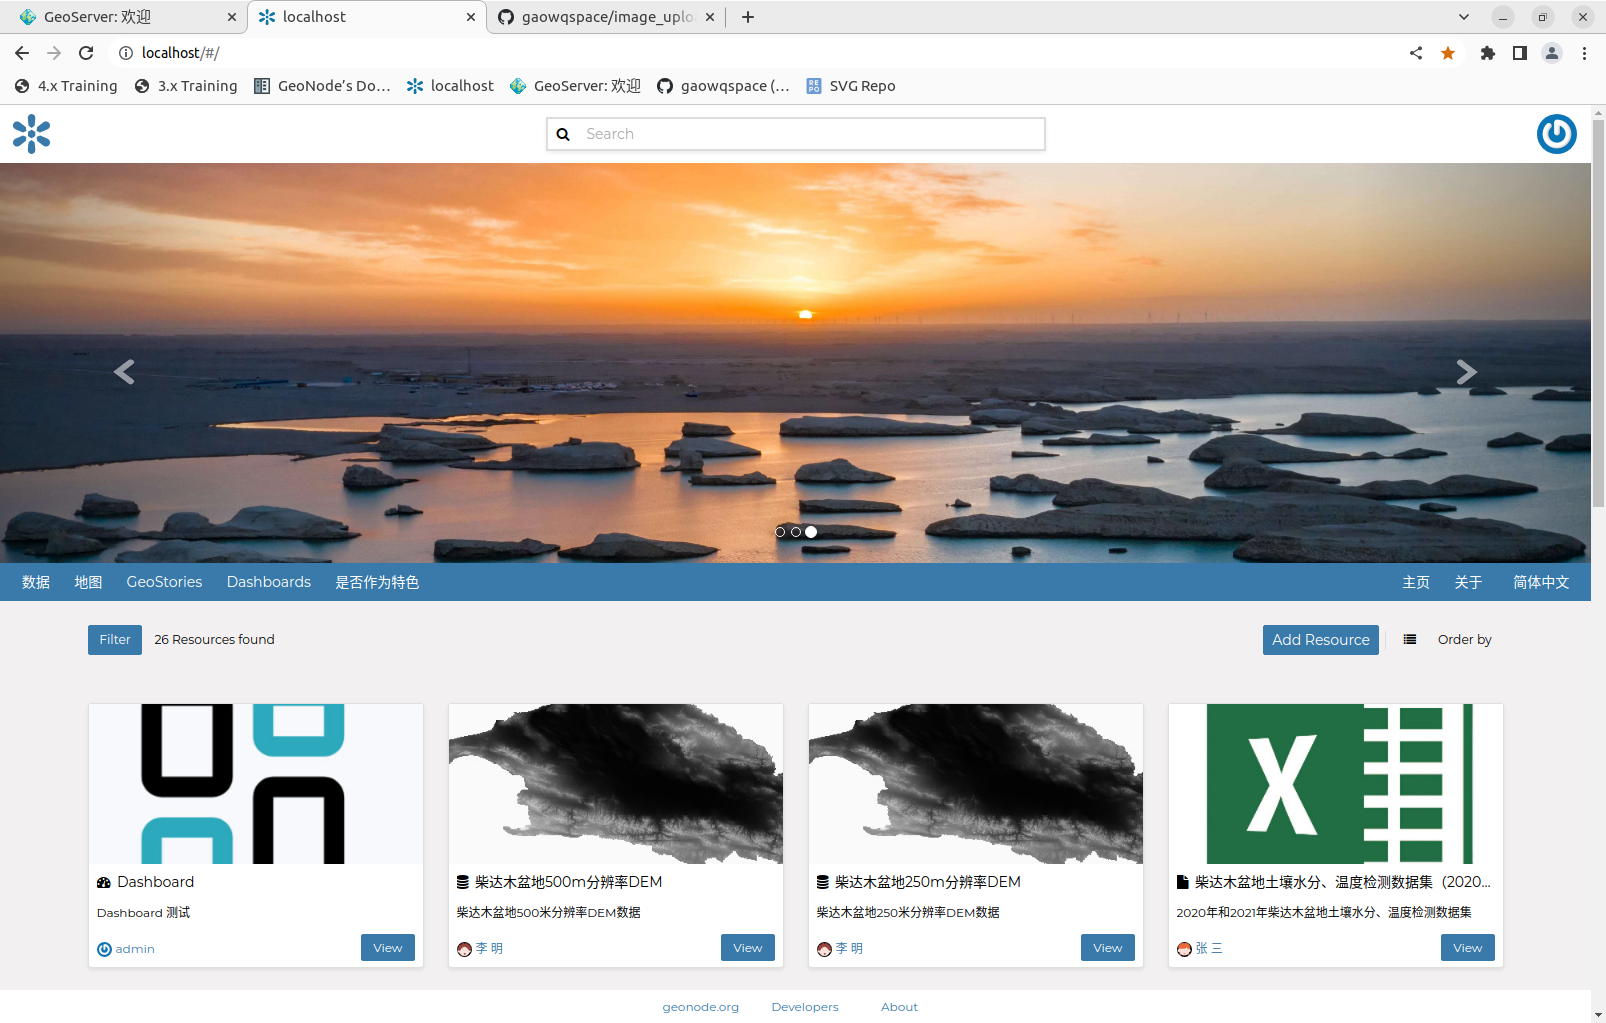 GeoServer: 欢迎
localhost
gaowqspace/image_uplo
localhost/#/
4.x Training
3.x Training
GeoNode’s Do...
localhost
GeoServer: 欢迎
gaowqspace (...
REPO
SVG Repo
Search
数据
地图
GeoStories
Dashboards
是否作为特色
主页
关于
简体中文
Filter
26 Resources found
Add Resource
Order by
Dashboard
Dashboard 测试
admin
View
柴达木盆地500m分辨率DEM
柴达木盆地500米分辨率DEM数据
李 明
View
柴达木盆地250m分辨率DEM
柴达木盆地250米分辨率DEM数据
李 明
View
柴达木盆地土壤水分、温度检测数据集（2020...
2020年和2021年柴达木盆地土壤水分、温度检测数据集
张 三
View
geonode.org
Developers
About